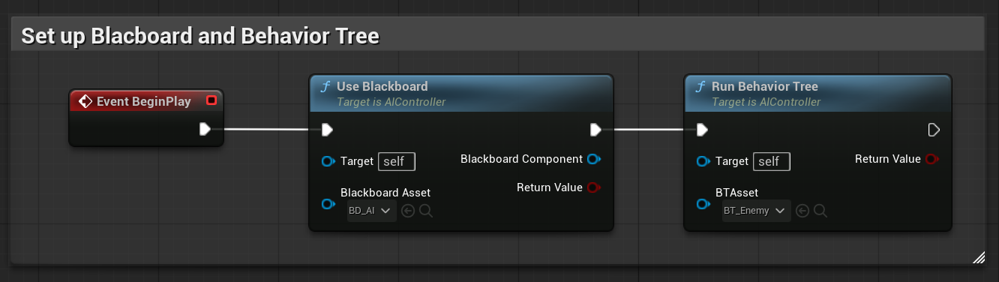 Set up Blacboard and Behavior Tree
Event BeginPlay
f Use Blackboard
Target is AIController
Target self
Blackboard Component
Return Value
Blackboard Asset
BD_AI
f Run Behavior Tree
Target is AIController
Target self
Return Value
BTAsset
BT_Enemy